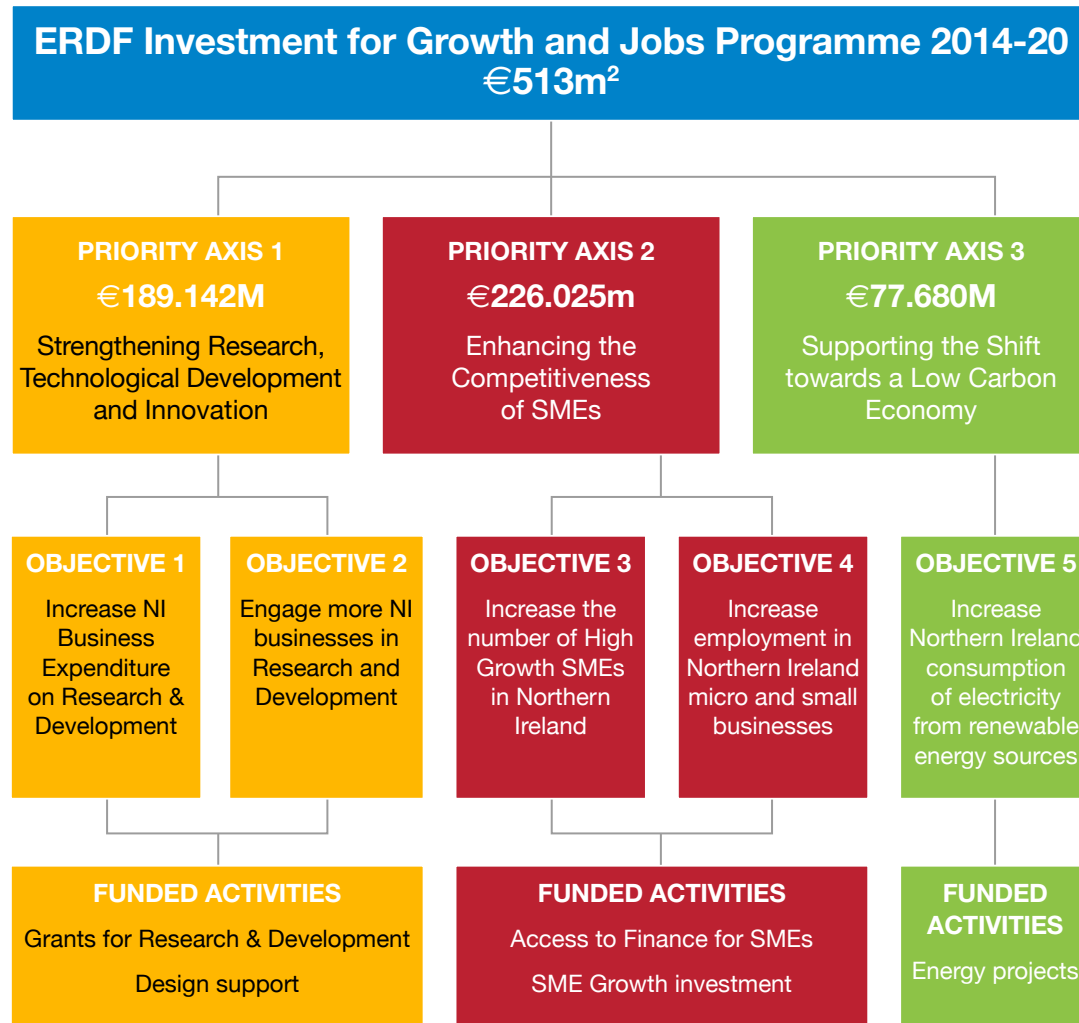 ERDF Investment for Growth and Jobs Programme 2014-20
€513m²
PRIORITY AXIS 1
€189.142M
Strengthening Research,
Technological Development
and Innovation
PRIORITY AXIS 2
€226.025m
Enhancing the
Competitiveness
of SMEs
PRIORITY AXIS 3
€77.680M
Supporting the Shift
towards a Low Carbon
Economy
OBJECTIVE 1
Increase NI
Business
Expenditure
on Research &
Development
OBJECTIVE 2
Engage more NI
businesses in
Research and
Development
OBJECTIVE 3
Increase the
number of High
Growth SMEs
in Northern
Ireland
OBJECTIVE 4
Increase
employment in
Northern Ireland
micro and small
businesses
OBJECTIVE 5
Increase
Northern Ireland
consumption
of electricity
from renewable
energy sources
FUNDED ACTIVITIES
Grants for Research & Development
Design support
FUNDED ACTIVITIES
Access to Finance for SMEs
SME Growth investment
FUNDED
ACTIVITIES
Energy projects